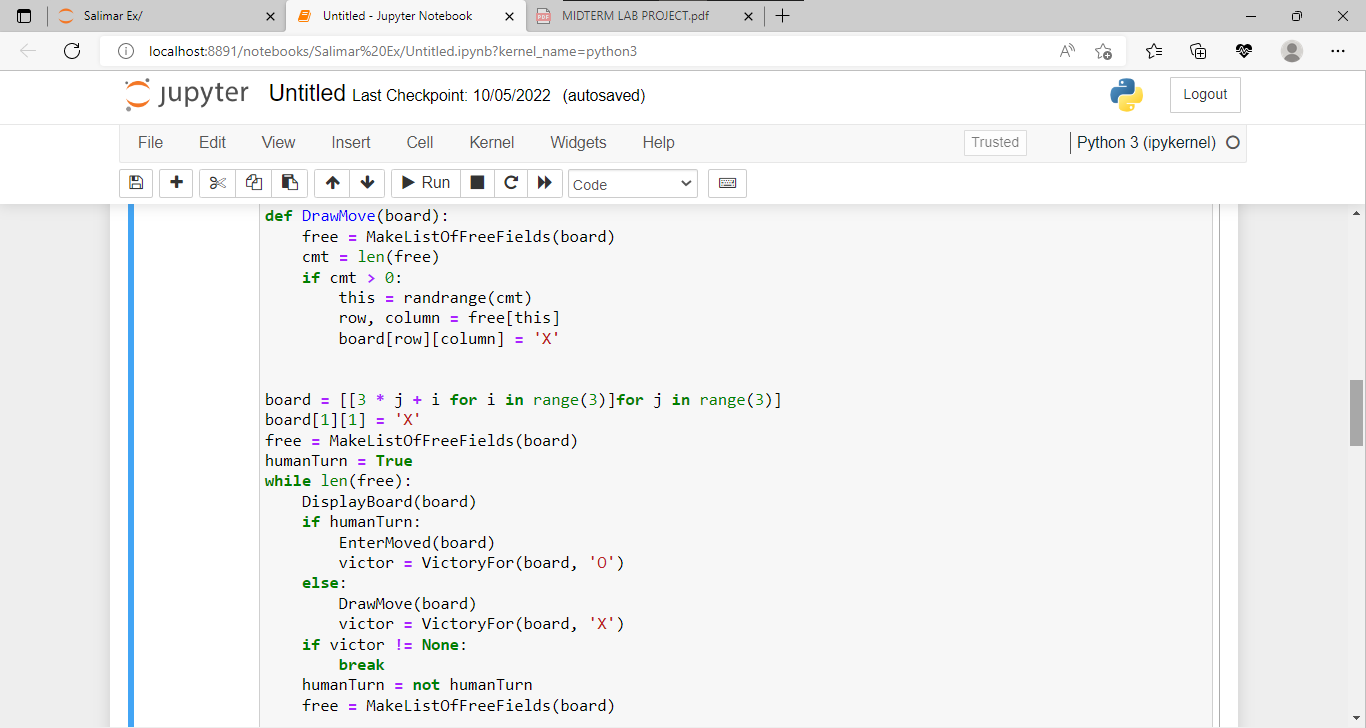 Salimar Ex/
Untitled - Jupyter Notebook
MIDTERM LAB PROJECT.pdf
localhost:8891/notebooks/Salimar%20Ex/Untitled.ipynb?kernel_name=python3
jupyter Untitled Last Checkpoint: 10/05/2022 (autosaved)
Logout
File Edit View Insert Cell Kernel Widgets Help
Trusted
Python 3 (ipykernel)
Run
Code
def DrawMove(board):
    free = MakeListOfFreeFields(board)
    cmt = len(free)
    if cmt > 0:
        this = randrange(cmt)
        row, column = free[this]
        board[row][column] = 'X'
board = [[3 * j + i for i in range(3)]for j in range(3)]
board[1][1] = 'X'
free = MakeListOfFreeFields(board)
humanTurn = True
while len(free):
    DisplayBoard(board)
    if humanTurn:
        EnterMoved(board)
        victor = VictoryFor(board, 'O')
    else:
        DrawMove(board)
        victor = VictoryFor(board, 'X')
    if victor != None:
        break
    humanTurn = not humanTurn
    free = MakeListOfFreeFields(board)